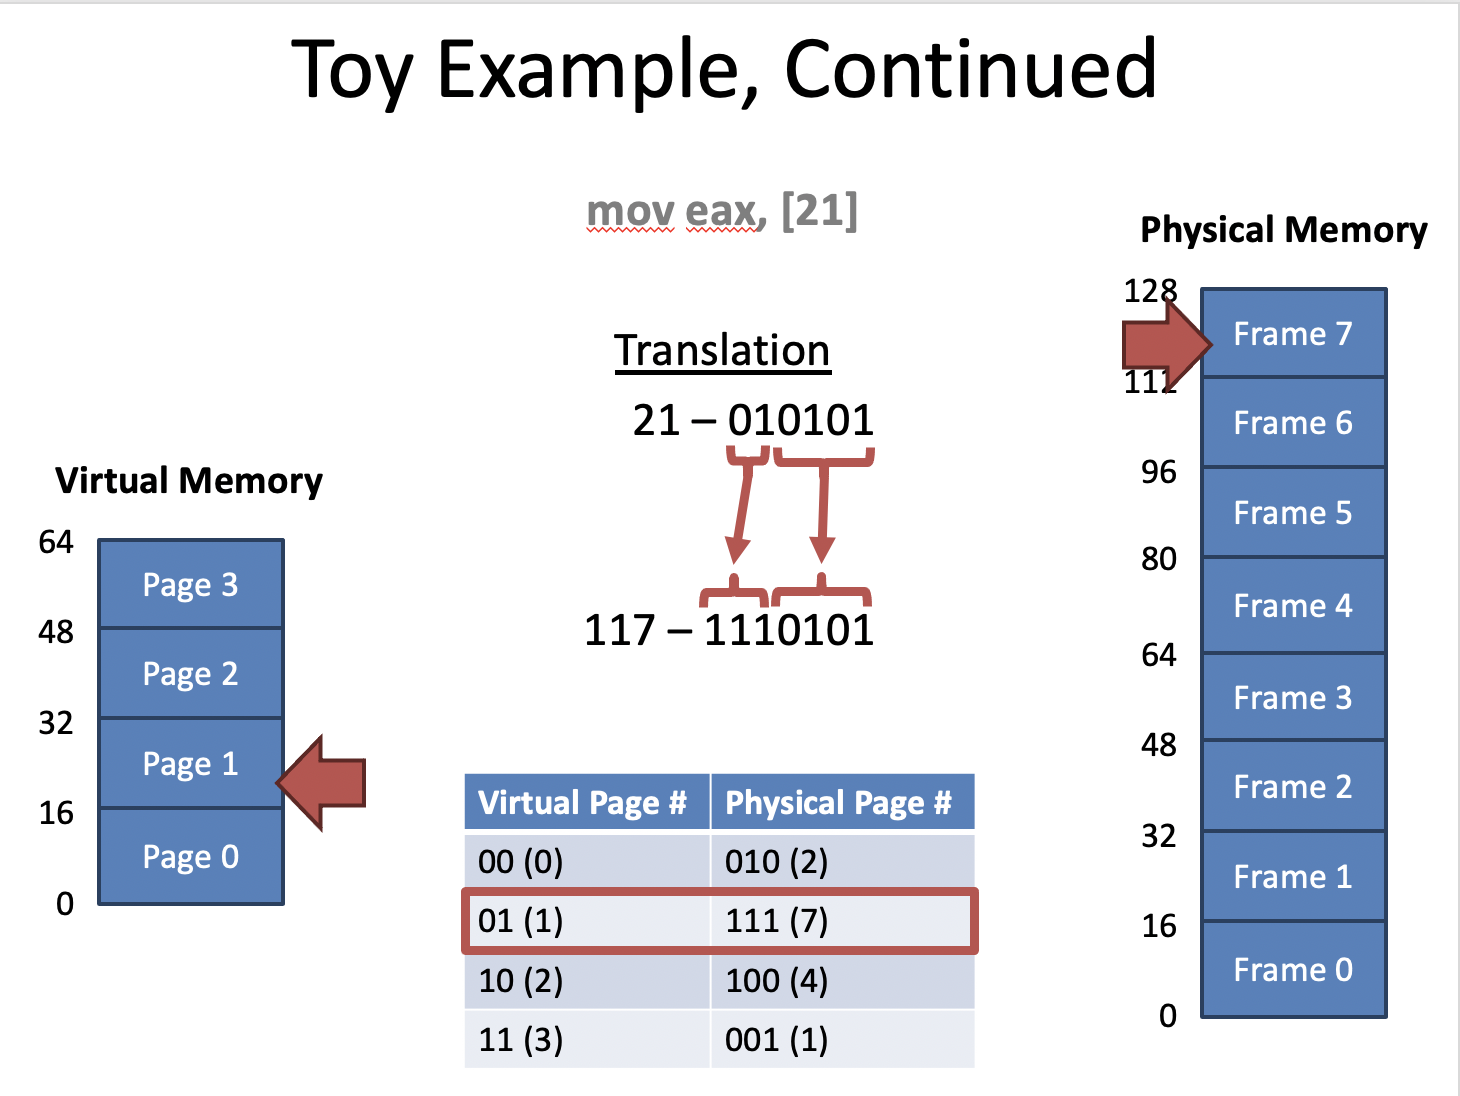 Toy Example, Continued
mov eax, [21]
Translation
21 – 010101
117 – 1110101
Virtual Memory
64
Page 3
48
Page 2
32
Page 1
16
Page 0
0
Virtual Page # Physical Page #
00 (0) 010 (2)
01 (1) 111 (7)
10 (2) 100 (4)
11 (3) 001 (1)
Physical Memory
128
Frame 7
112
Frame 6
96
Frame 5
80
Frame 4
64
Frame 3
48
Frame 2
32
Frame 1
16
Frame 0
0